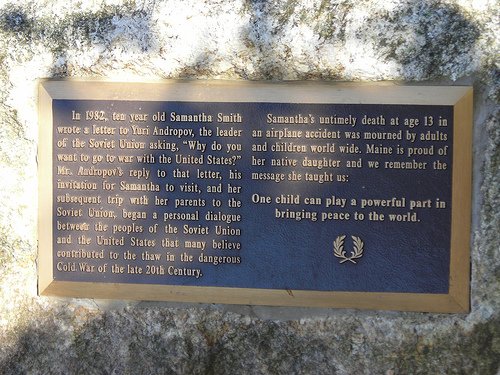 In 1982, ten year old Samantha Smith
wrote a letter to Yuri Andropov, the leader
of the Soviet Union asking, "Why do you
want to go to war with the United States?"
Mr. Andropov's reply to that letter, his
invitation for Samantha to visit, and her
subsequent trip with her parents to the
Soviet Union, began a personal dialogue
between the peoples of the Soviet Union
and the United States that many believe
contributed to the thaw in the dangerous
Cold War of the late 20th Century.
Samantha's untimely death at age 13 in
an airplane accident was mourned by adults
and children world wide. Maine is proud of
her native daughter and we remember the
message she taught us:
One child can play a powerful part in
bringing peace to the world.